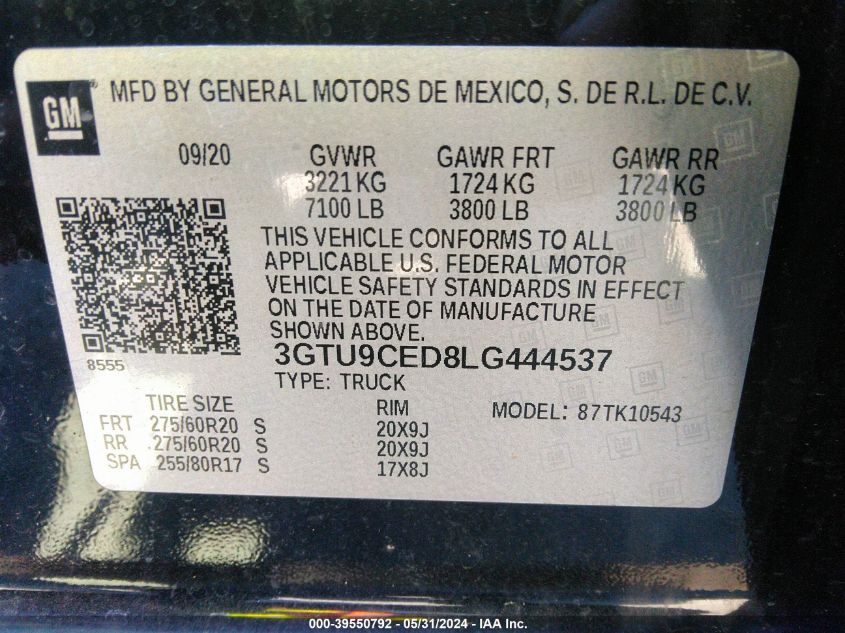 GM ® MFD BY GENERAL MOTORS DE MEXICO, S. DE R.L. DE C.V.
09/20 GVWR GAWR FRT GAWR RR
3221 KG 1724 KG 1724 KG
7100 LB 3800 LB 3800 LB
THIS VEHICLE CONFORMS TO ALL
APPLICABLE U.S. FEDERAL MOTOR
VEHICLE SAFETY STANDARDS IN EFFECT
ON THE DATE OF MANUFACTURE
SHOWN ABOVE.
8555 3GTU9CED8LG444537
TYPE: TRUCK
TIRE SIZE RIM MODEL: 87TK10543
FRT 275/60R20 S 20X9J
RR 275/60R20 S 20X9J
SPA 255/80R17 S 17X8J
000-39550792 - 05/31/2024 - IAA Inc.